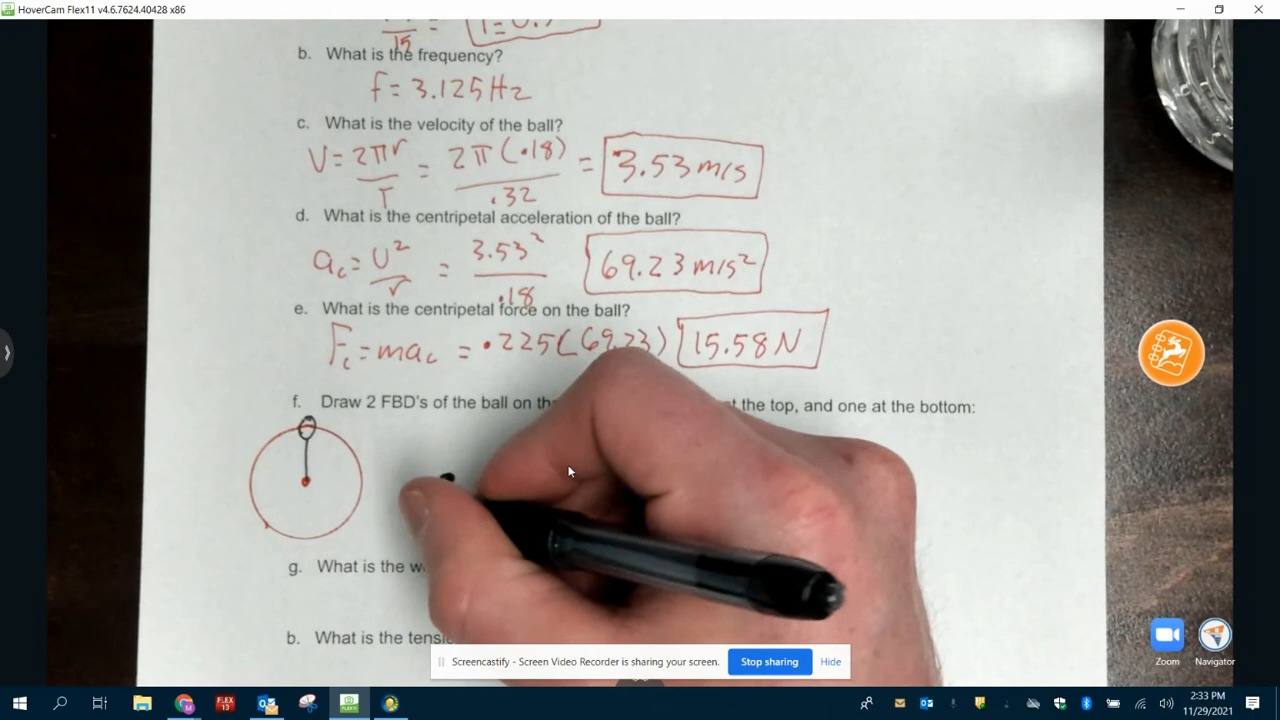 HoverCam Flex11 v4.6.7624.40428 x86
15
b. What is the frequency?
f = 3.125 Hz
c. What is the velocity of the ball?
V = 2πr / T = 2π(.18) / .32 = 3.53 m/s
d. What is the centripetal acceleration of the ball?
ac = v² / r = 3.53² / .18 69.23 m/s²
e. What is the centripetal force on the ball?
Fc = mac = .225(69.23) 15.58 N
f. Draw 2 FBD's of the ball on the top, and one at the bottom:
g. What is the
b. What is the
Screencastify - Screen Video Recorder is sharing your screen. Stop sharing Hide
Zoom Navigator
FLEX
11
2:33 PM
11/29/2021